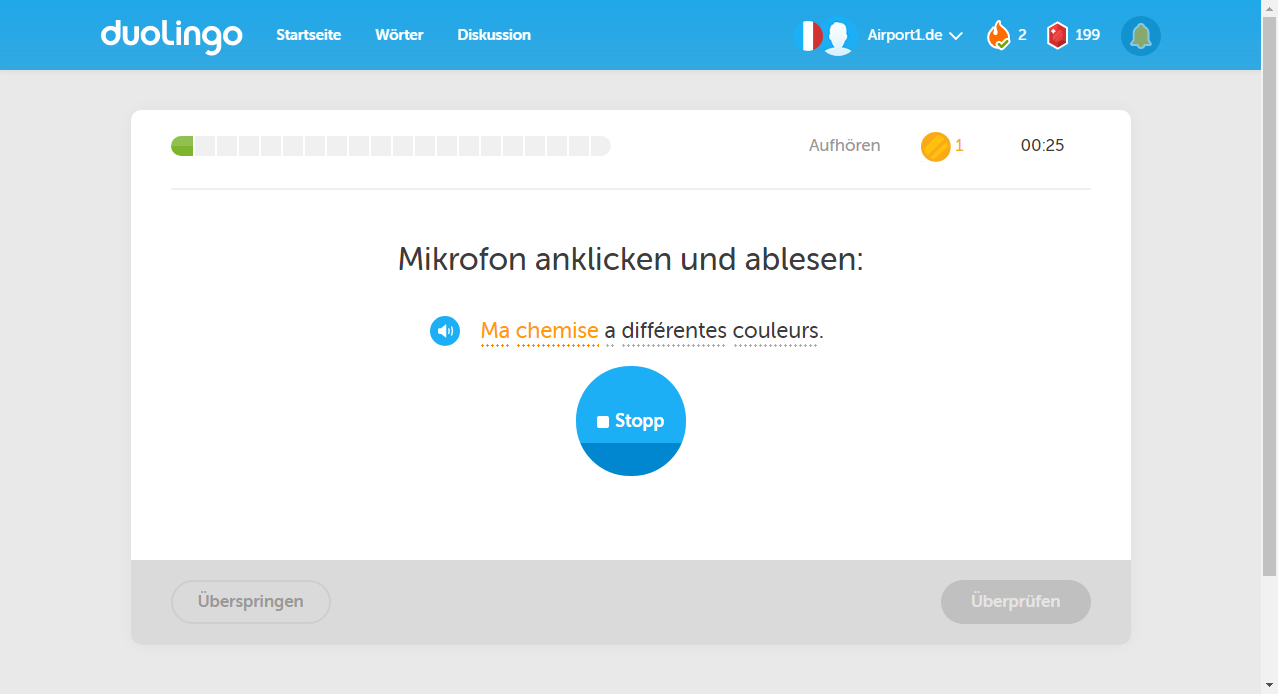 duolingo Startseite Wörter Diskussion Airport1.de 2 199
Aufhören 1 00:25
Mikrofon anklicken und ablesen:
Ma chemise a différentes couleurs.
Stopp
Überspringen Überprüfen